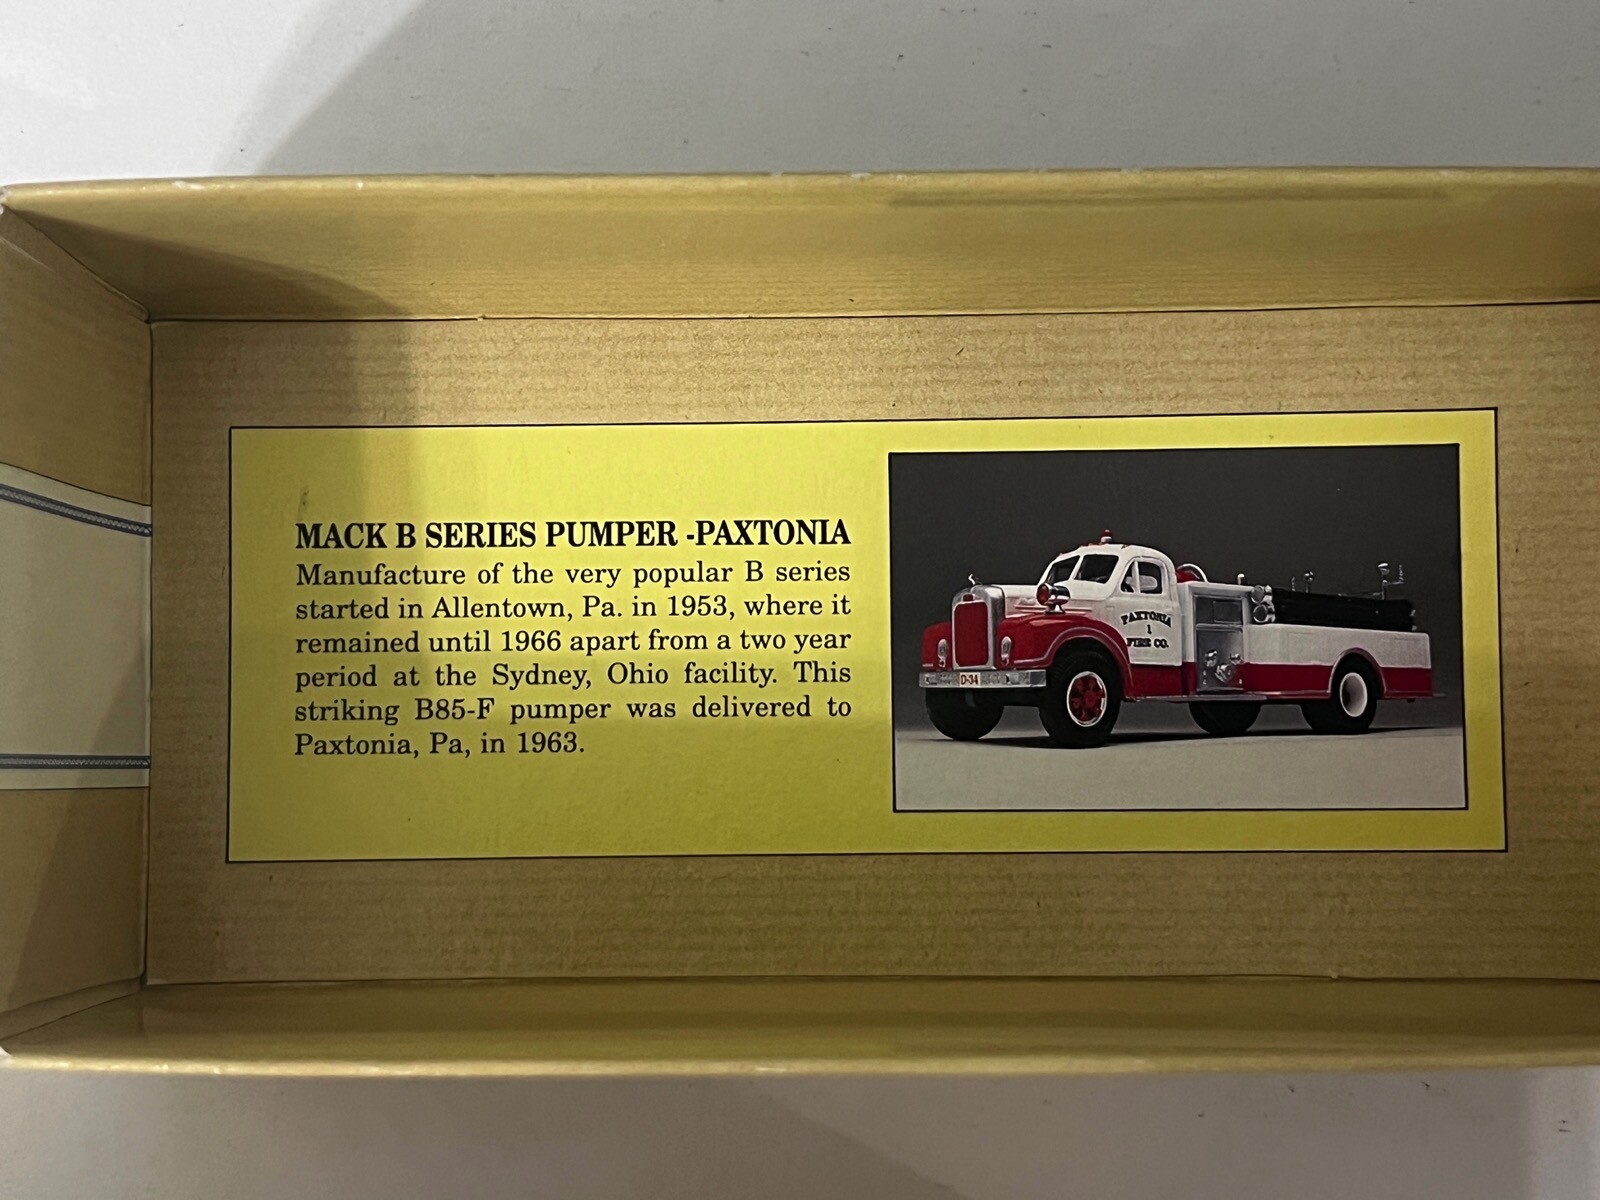 MACK B SERIES PUMPER -PAXTONIA
Manufacture of the very popular B series
started in Allentown, Pa. in 1953, where it
remained until 1966 apart from a two year
period at the Sydney, Ohio facility. This
striking B85-F pumper was delivered to
Paxtonia, Pa, in 1963.
PAXTONIA
1
FIRE CO.
D-34